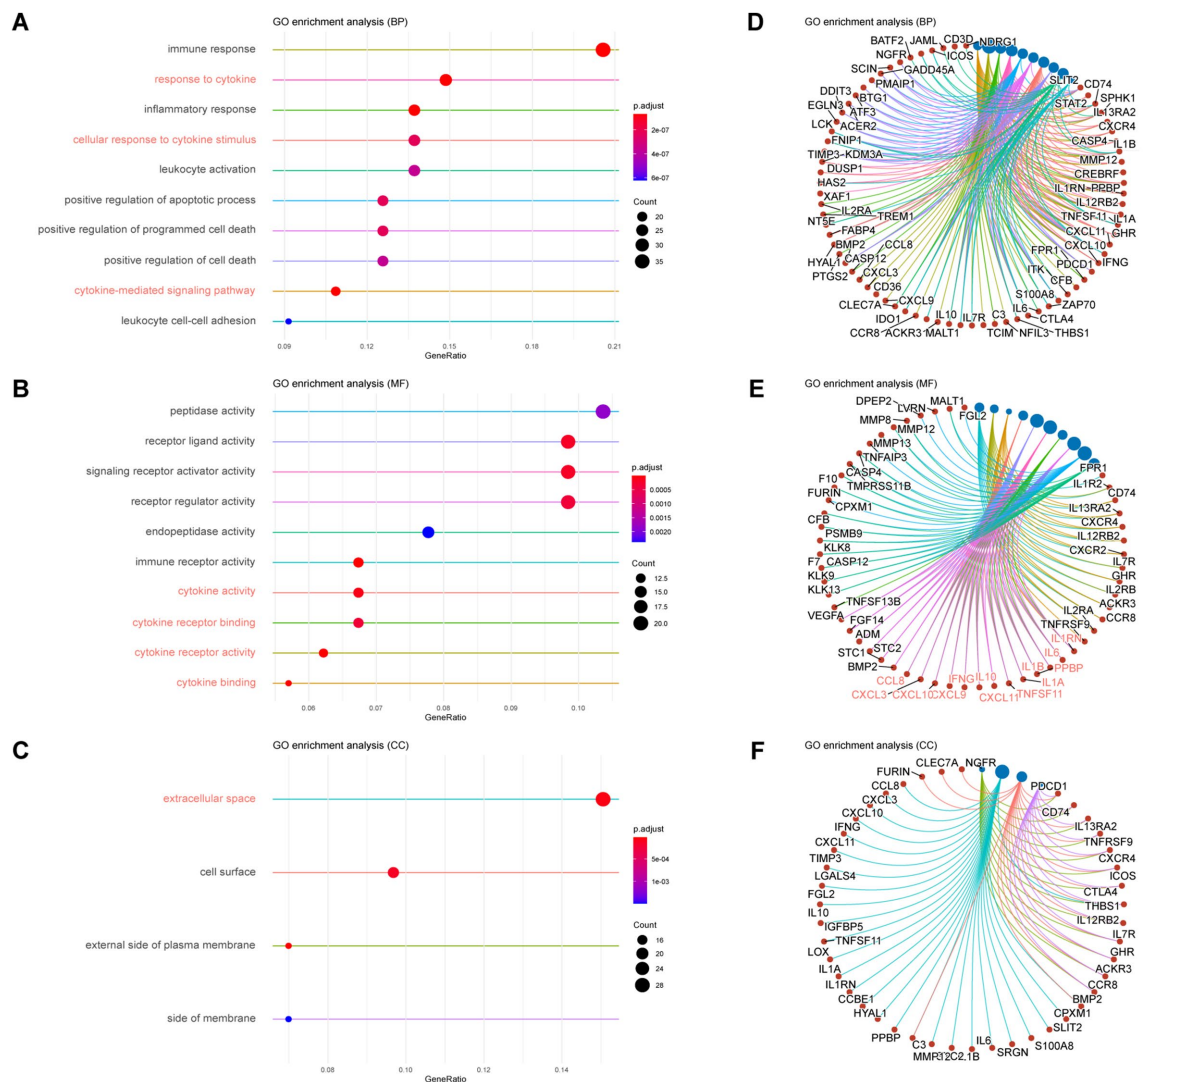 A
GO enrichment analysis (BP)
immune response
response to cytokine
inflammatory response
cellular response to cytokine stimulus
leukocyte activation
positive regulation of apoptotic process
positive regulation of programmed cell death
positive regulation of cell death
cytokine-mediated signaling pathway
leukocyte cell-cell adhesion
0.09 0.12 0.15 0.18 0.21
GeneRatio
p.adjust
2e-07
4e-07
6e-07
Count
20
25
30
35
B
GO enrichment analysis (MF)
peptidase activity
receptor ligand activity
signaling receptor activator activity
receptor regulator activity
endopeptidase activity
immune receptor activity
cytokine activity
cytokine receptor binding
cytokine receptor activity
cytokine binding
0.06 0.07 0.08 0.09 0.10
GeneRatio
p.adjust
0.0005
0.0010
0.0015
0.0020
Count
12.5
15.0
17.5
20.0
C
GO enrichment analysis (CC)
extracellular space
cell surface
external side of plasma membrane
side of membrane
0.08 0.10 0.12 0.14
GeneRatio
p.adjust
5e-04
1e-03
Count
16
20
24
28
D
GO enrichment analysis (BP)
BATF2 JAML CD3D NDRG1
NGFR ICOS
SCIN GADD45A SLIT2 CD74
PMAIP1
DDIT3 BTG1 STAT2 SPHK1
EGLN3 ATF3 IL13RA2
LCK ACER2 CXCR4
FNIP1 CASP4 IL1B
TIMP3 KDM3A MMP12
DUSP1 CREBRF
HAS2 IL1RN PPBP
XAF1 IL12RB2
IL2RA TREM1 TNFSF11 IL1A
NT5E CXCL11 GHR
FABP4 CXCL10
BMP2 CCL8 FPR1 IFNG
HYAL1 CASP12 PDCD1
PTGS2 CXCL3 ITK
CD36 CFB
CLEC7A CXCL9 S100A8 ZAP70
IDO1 IL10 IL7R C3 IL6 CTLA4
CCR8 ACKR3 MALT1 TCIM NFIL3 THBS1
E
GO enrichment analysis (MF)
DPEP2 LVRN MALT1
MMP8 FGL2
MMP12
MMP13
TNFAIP3 FPR1
CASP4 IL1R2
F10 TMPRSS11B CD74
FURIN CPXM1 IL13RA2
CFB CXCR4
PSMB9 IL12RB2
KLK8 CXCR2
F7 CASP12 IL7R
KLK9 GHR
KLK13 IL2RB
TNFSF13B IL2RA ACKR3
VEGFA FGF14 TNFRSF9 CCR8
ADM IL1RN
STC1 STC2 IL6
BMP2 IL1B PPBP
CCL8 IFNG IL10 IL1A
CXCL3 CXCL10 CXCL9 CXCL11 TNFSF11
F
GO enrichment analysis (CC)
CLEC7A NGFR
FURIN
CCL8 PDCD1
CXCL3
CXCL10 CD74
IFNG IL13RA2
CXCL11 TNFRSF9
TIMP3 CXCR4
LGALS4 ICOS
FGL2 CTLA4
IL10 THBS1
IGFBP5 IL12RB2
TNFSF11 IL7R
LOX GHR
IL1A ACKR3
IL1RN CCR8
CCBE1 BMP2
HYAL1 CPXM1
PPBP SLIT2
C3 IL6 SRGN S100A8